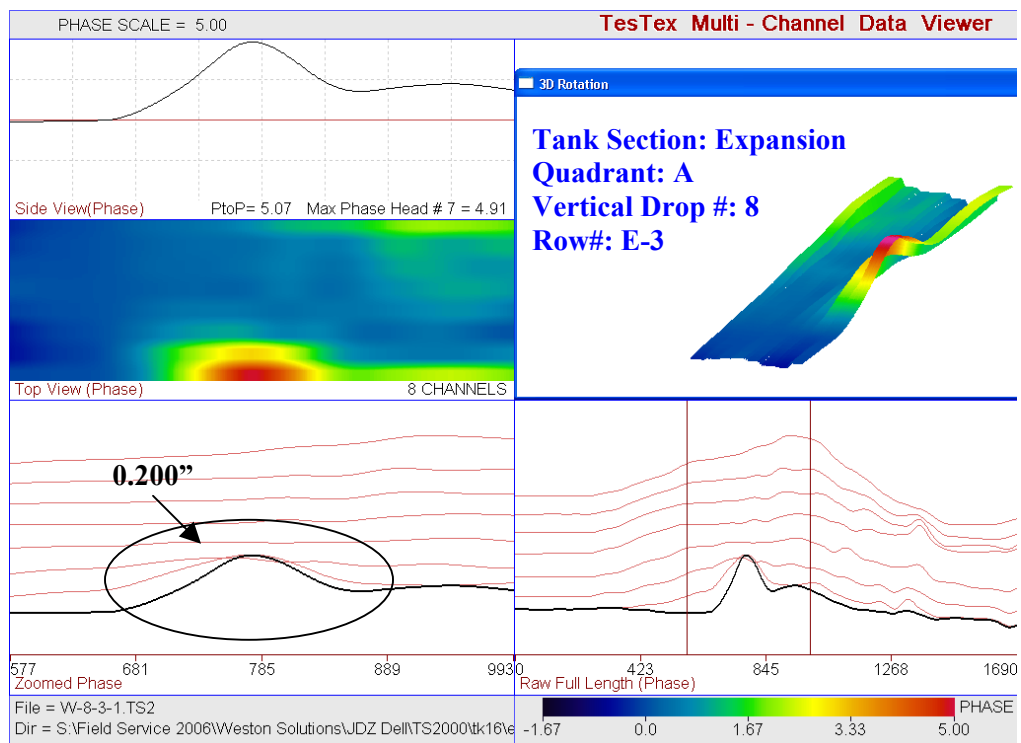 PHASE SCALE = 5.00
TesTex Multi - Channel Data Viewer
3D Rotation
Tank Section: Expansion
Quadrant: A
Vertical Drop #: 8
Row#: E-3
Side View(Phase)
PtoP= 5.07 Max Phase Head # 7 = 4.91
Top View (Phase)
8 CHANNELS
0.200”
577 681 785 889 993
Zoomed Phase
0 423 845 1268 1690
Raw Full Length (Phase)
File = W-8-3-1.TS2
Dir = S:\Field Service 2006\Weston Solutions\JDZ Dell\TS2000\tk16\e
PHASE
-1.67 0.0 1.67 3.33 5.00